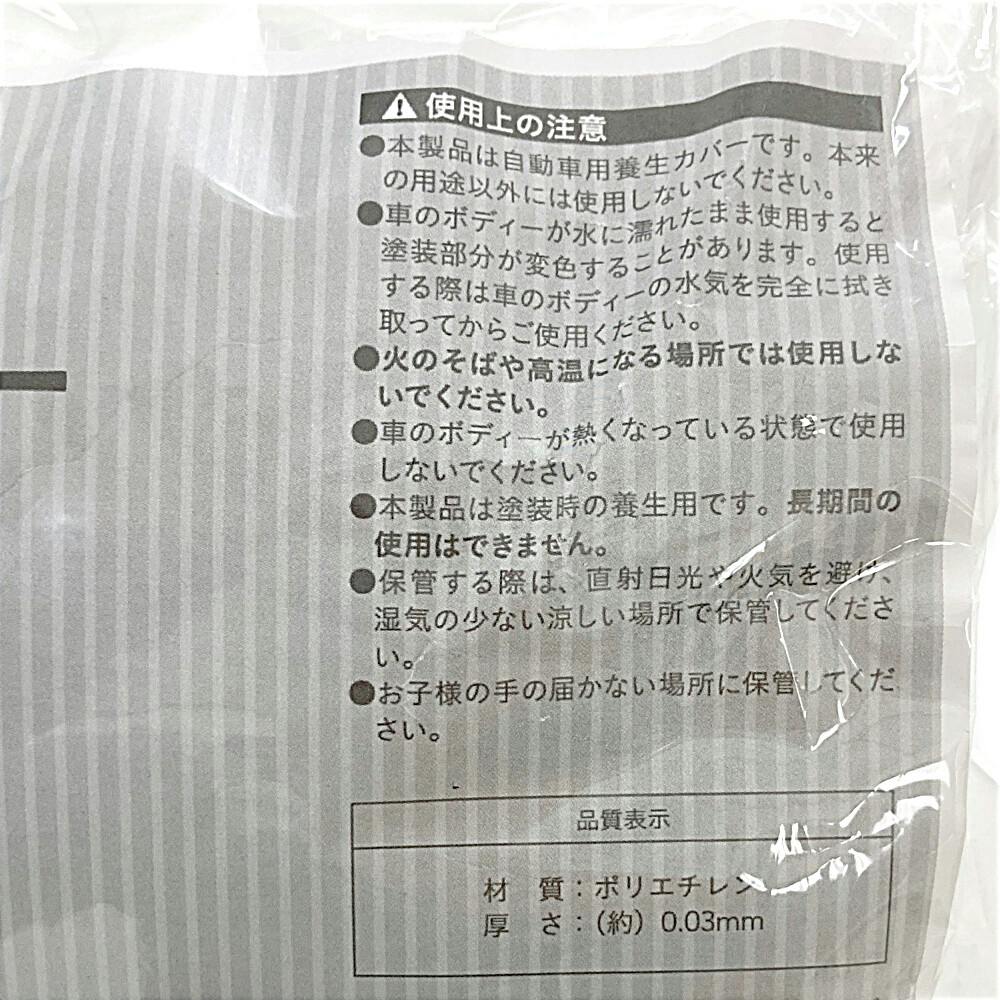 ⚠使用上の注意
●本製品は自動車用養生カバーです。本来
の用途以外には使用しないでください。
●車のボディーが水に濡れたまま使用すると
塗装部分が変色することがあります。使用
する際は車のボディーの水気を完全に拭き
取ってからご使用ください。
●火のそばや高温になる場所では使用しな
いでください。
●車のボディーが熱くなっている状態で使用
しないでください。
●本製品は塗装時の養生用です。長期間の
使用はできません。
●保管する際は、直射日光や火気を避け、
湿気の少ない涼しい場所で保管してくださ
い。
●お子様の手の届かない場所に保管してくだ
さい。
品質表示
材 質：ポリエチレン
厚 さ：(約) 0.03mm